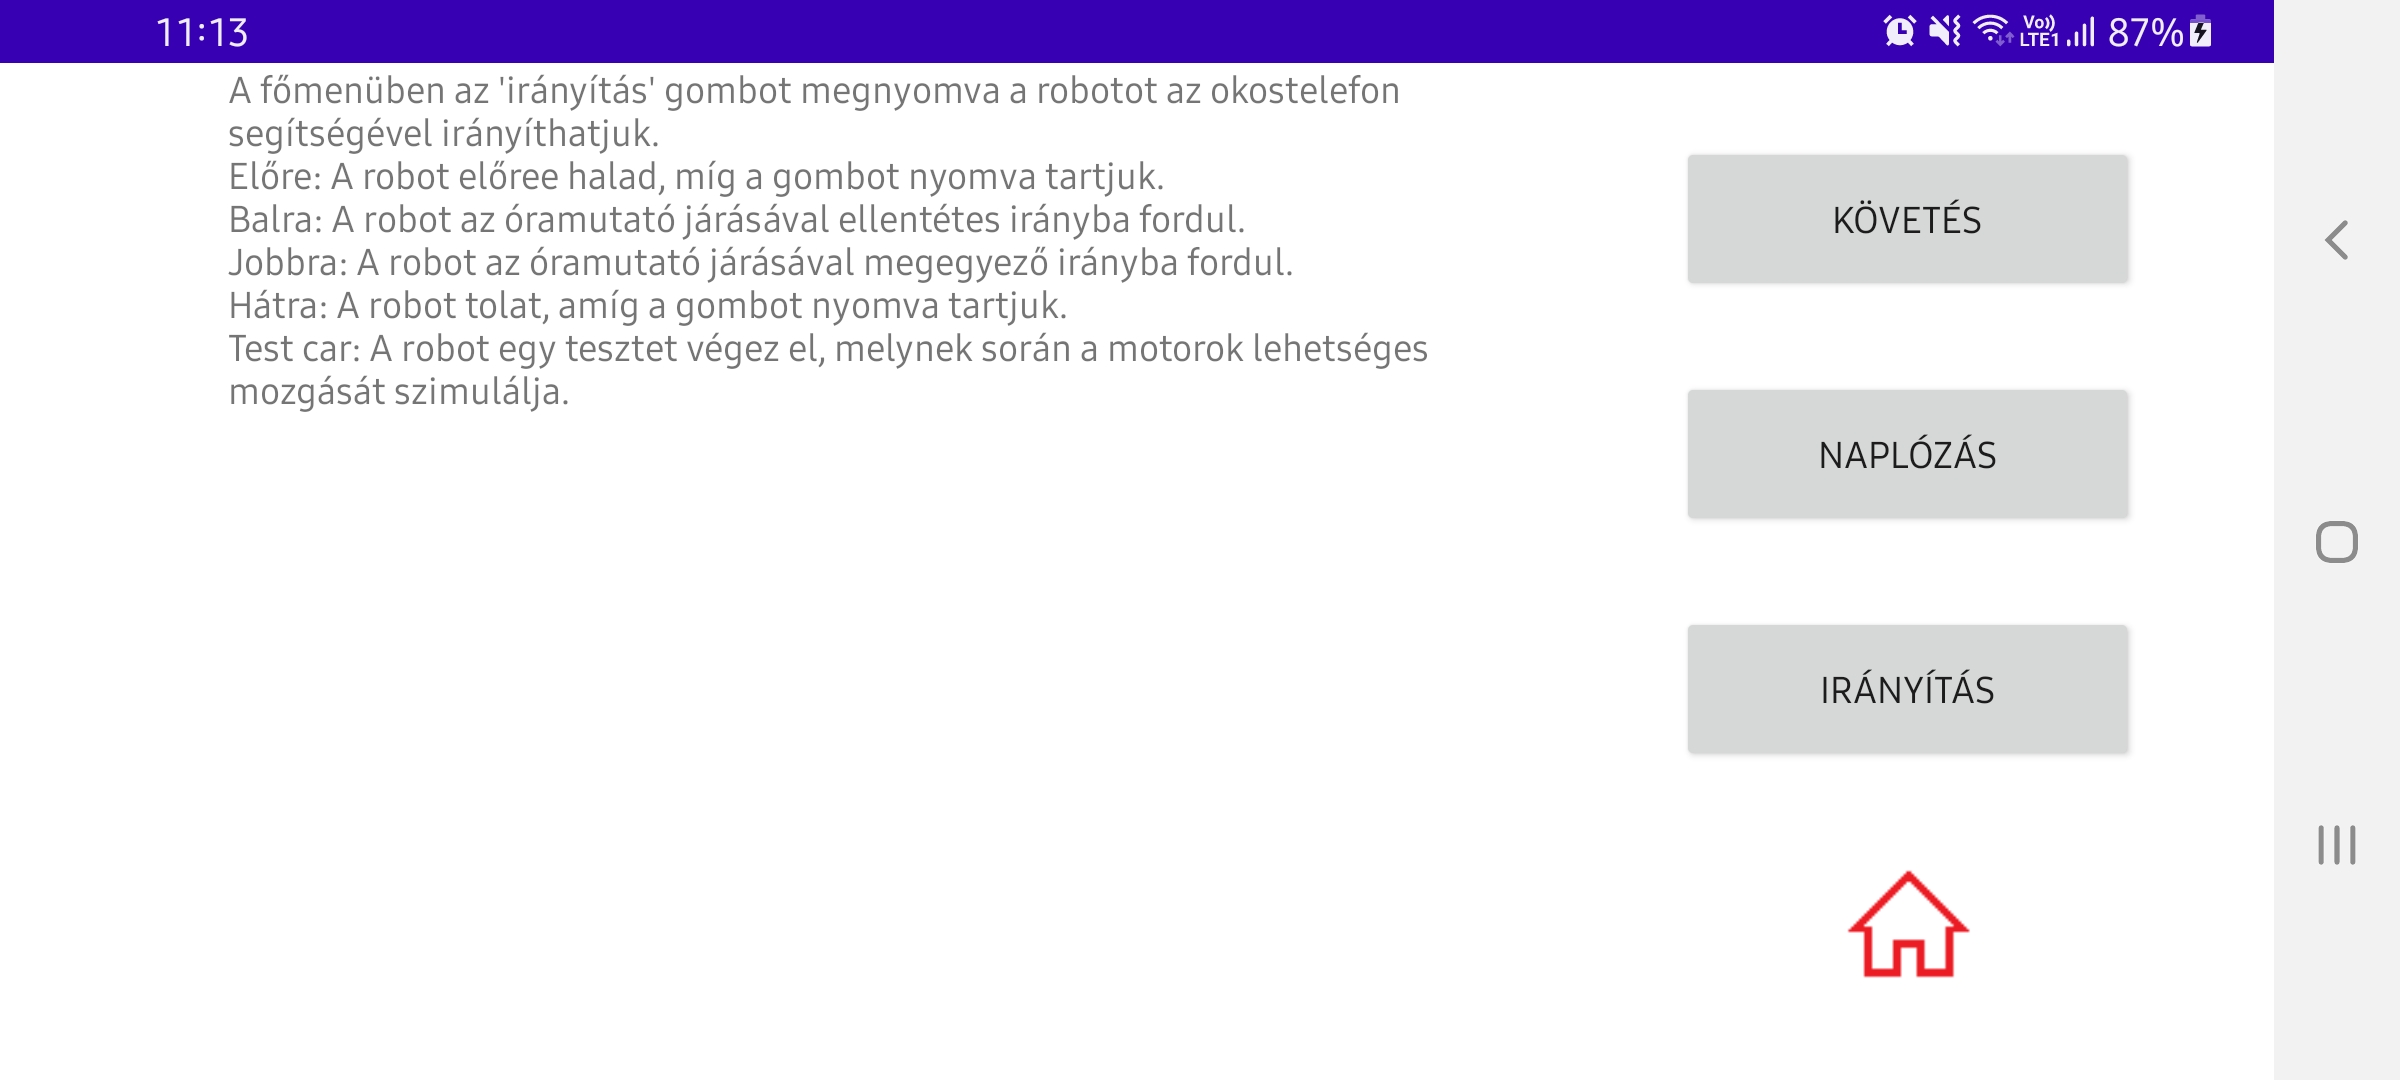 11:13
Vo)) LTE1 87%
A főmenüben az 'irányítás' gombot megnyomva a robotot az okostelefon
segítségével irányíthatjuk.
Előre: A robot előree halad, míg a gombot nyomva tartjuk.
Balra: A robot az óramutató járásával ellentétes irányba fordul.
Jobbra: A robot az óramutató járásával megegyező irányba fordul.
Hátra: A robot tolat, amíg a gombot nyomva tartjuk.
Test car: A robot egy tesztet végez el, melynek során a motorok lehetséges
mozgását szimulálja.
KÖVETÉS
NAPLÓZÁS
IRÁNYÍTÁS